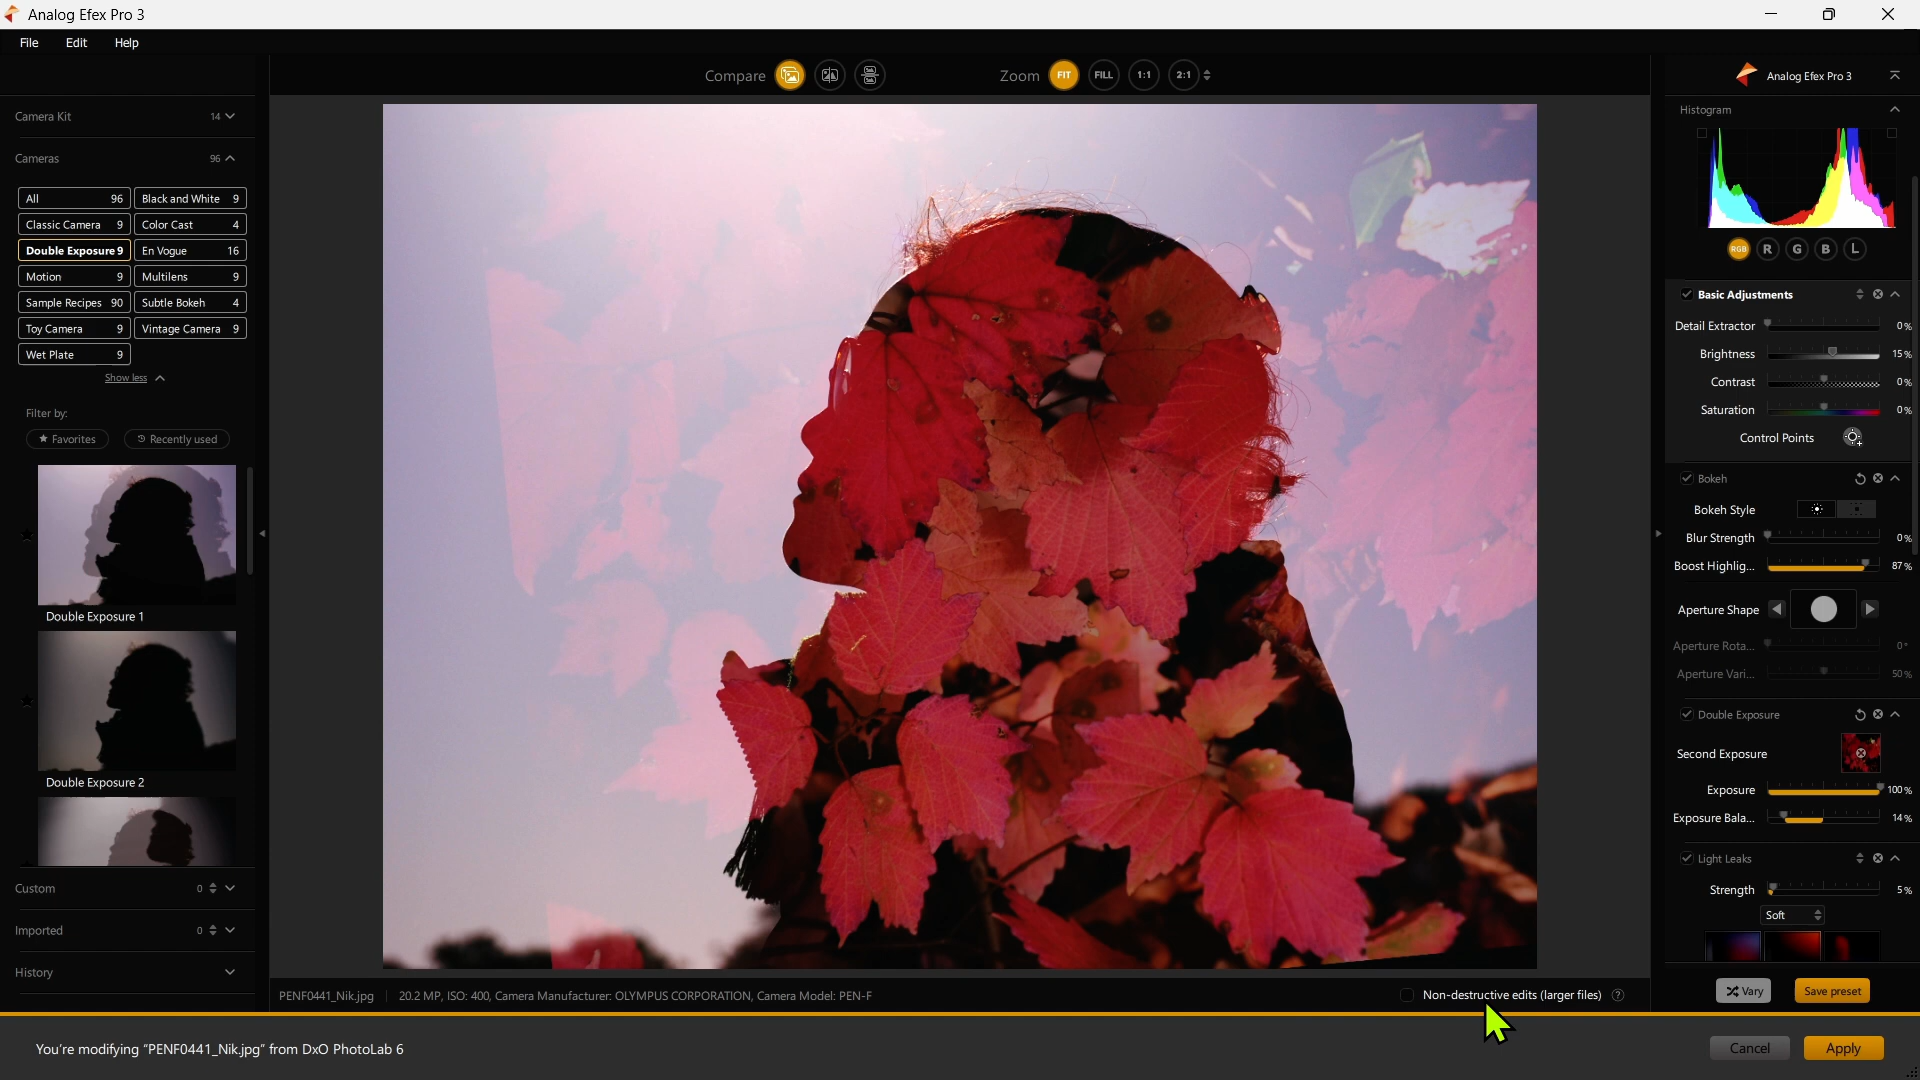 Analog Efex Pro 3
File Edit Help
Compare
Zoom FIT FILL 1:1 2:1
Analog Efex Pro 3
Camera Kit 14
Cameras 96
All 96 Black and White 9
Classic Camera 9 Color Cast 4
Double Exposure 9 En Vogue 16
Motion 9 Multilens 9
Sample Recipes 90 Subtle Bokeh 4
Toy Camera 9 Vintage Camera 9
Wet Plate 9
Show less
Filter by:
Favorites Recently used
Double Exposure 1
Double Exposure 2
Custom 0
Imported 0
History
Histogram
RGB R G B L
Basic Adjustments
Detail Extractor 0%
Brightness 15%
Contrast 0%
Saturation 0%
Control Points
Bokeh
Bokeh Style
Blur Strength 0%
Boost Highlig... 87%
Aperture Shape
Aperture Rota... 0°
Aperture Vari... 50%
Double Exposure
Second Exposure
Exposure 100%
Exposure Bala... 14%
Light Leaks
Strength 5%
Soft
Vary Save preset
PENF0441_Nik.jpg 20.2 MP, ISO: 400, Camera Manufacturer: OLYMPUS CORPORATION, Camera Model: PEN-F
Non-destructive edits (larger files) ?
You're modifying “PENF0441_Nik.jpg” from DxO PhotoLab 6
Cancel Apply